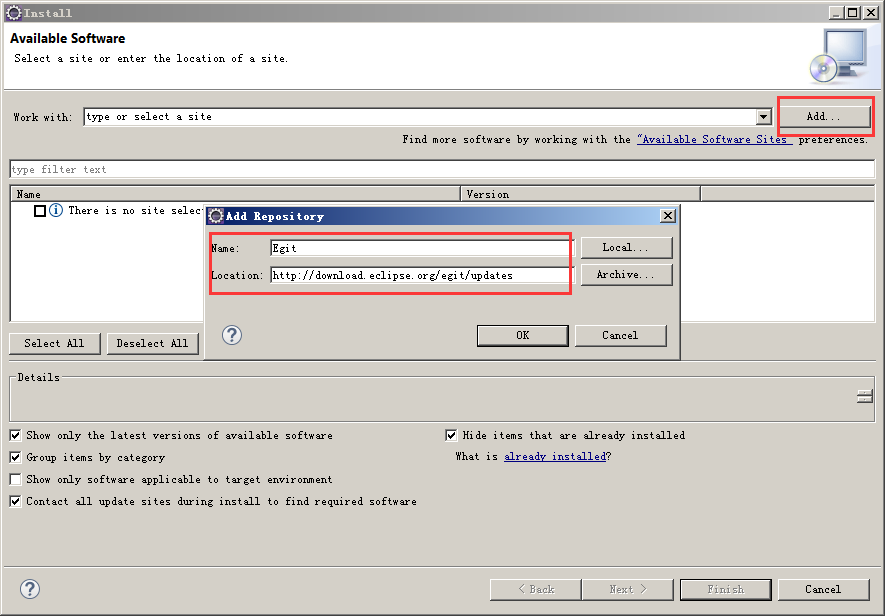 Install
Available Software
Select a site or enter the location of a site.
Work with: type or select a site Add...
Find more software by working with the "Available Software Sites" preferences.
type filter text
Name Version
There is no site selec
Add Repository
Name: Egit Local...
Location: http://download.eclipse.org/egit/updates Archive...
OK Cancel
Select All Deselect All
Details
Show only the latest versions of available software Hide items that are already installed
Group items by category What is already installed?
Show only software applicable to target environment
Contact all update sites during install to find required software
< Back Next > Finish Cancel